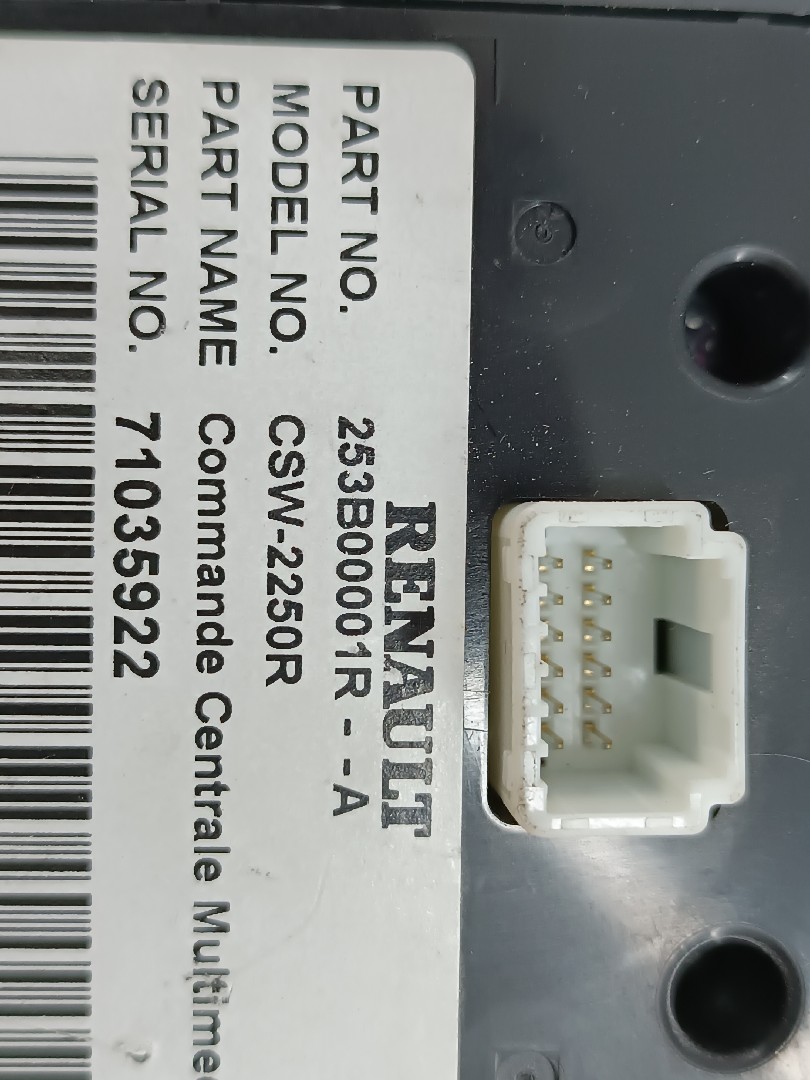 RENAULT
PART NO. 253B00001R - - A
MODEL NO. CSW-2250R
PART NAME Commande Centrale
SERIAL NO. 71035922